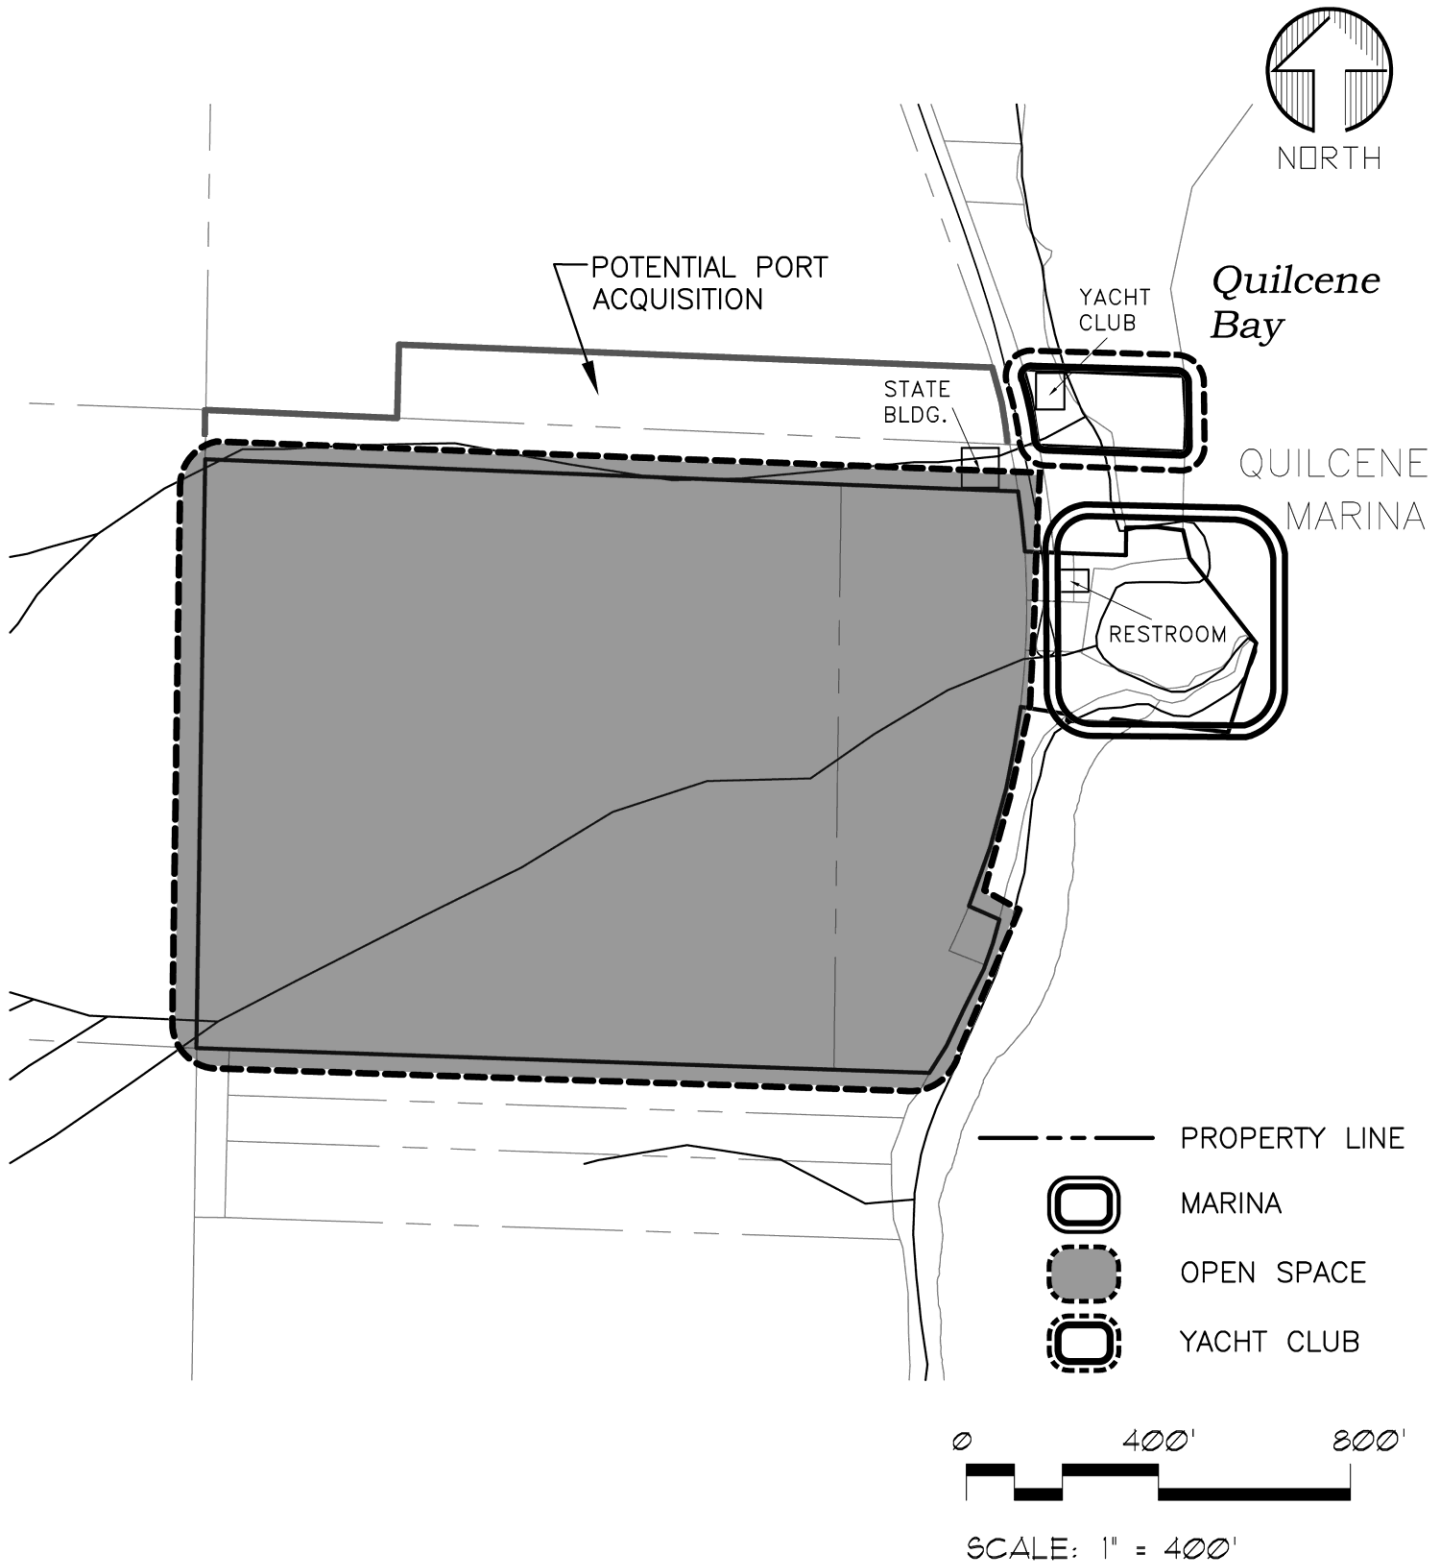 NORTH
POTENTIAL PORT
ACQUISITION
Quilcene
Bay
YACHT
CLUB
STATE
BLDG.
QUILCENE
MARINA
RESTROOM
PROPERTY LINE
MARINA
OPEN SPACE
YACHT CLUB
0 400' 800'
SCALE: 1" = 400'